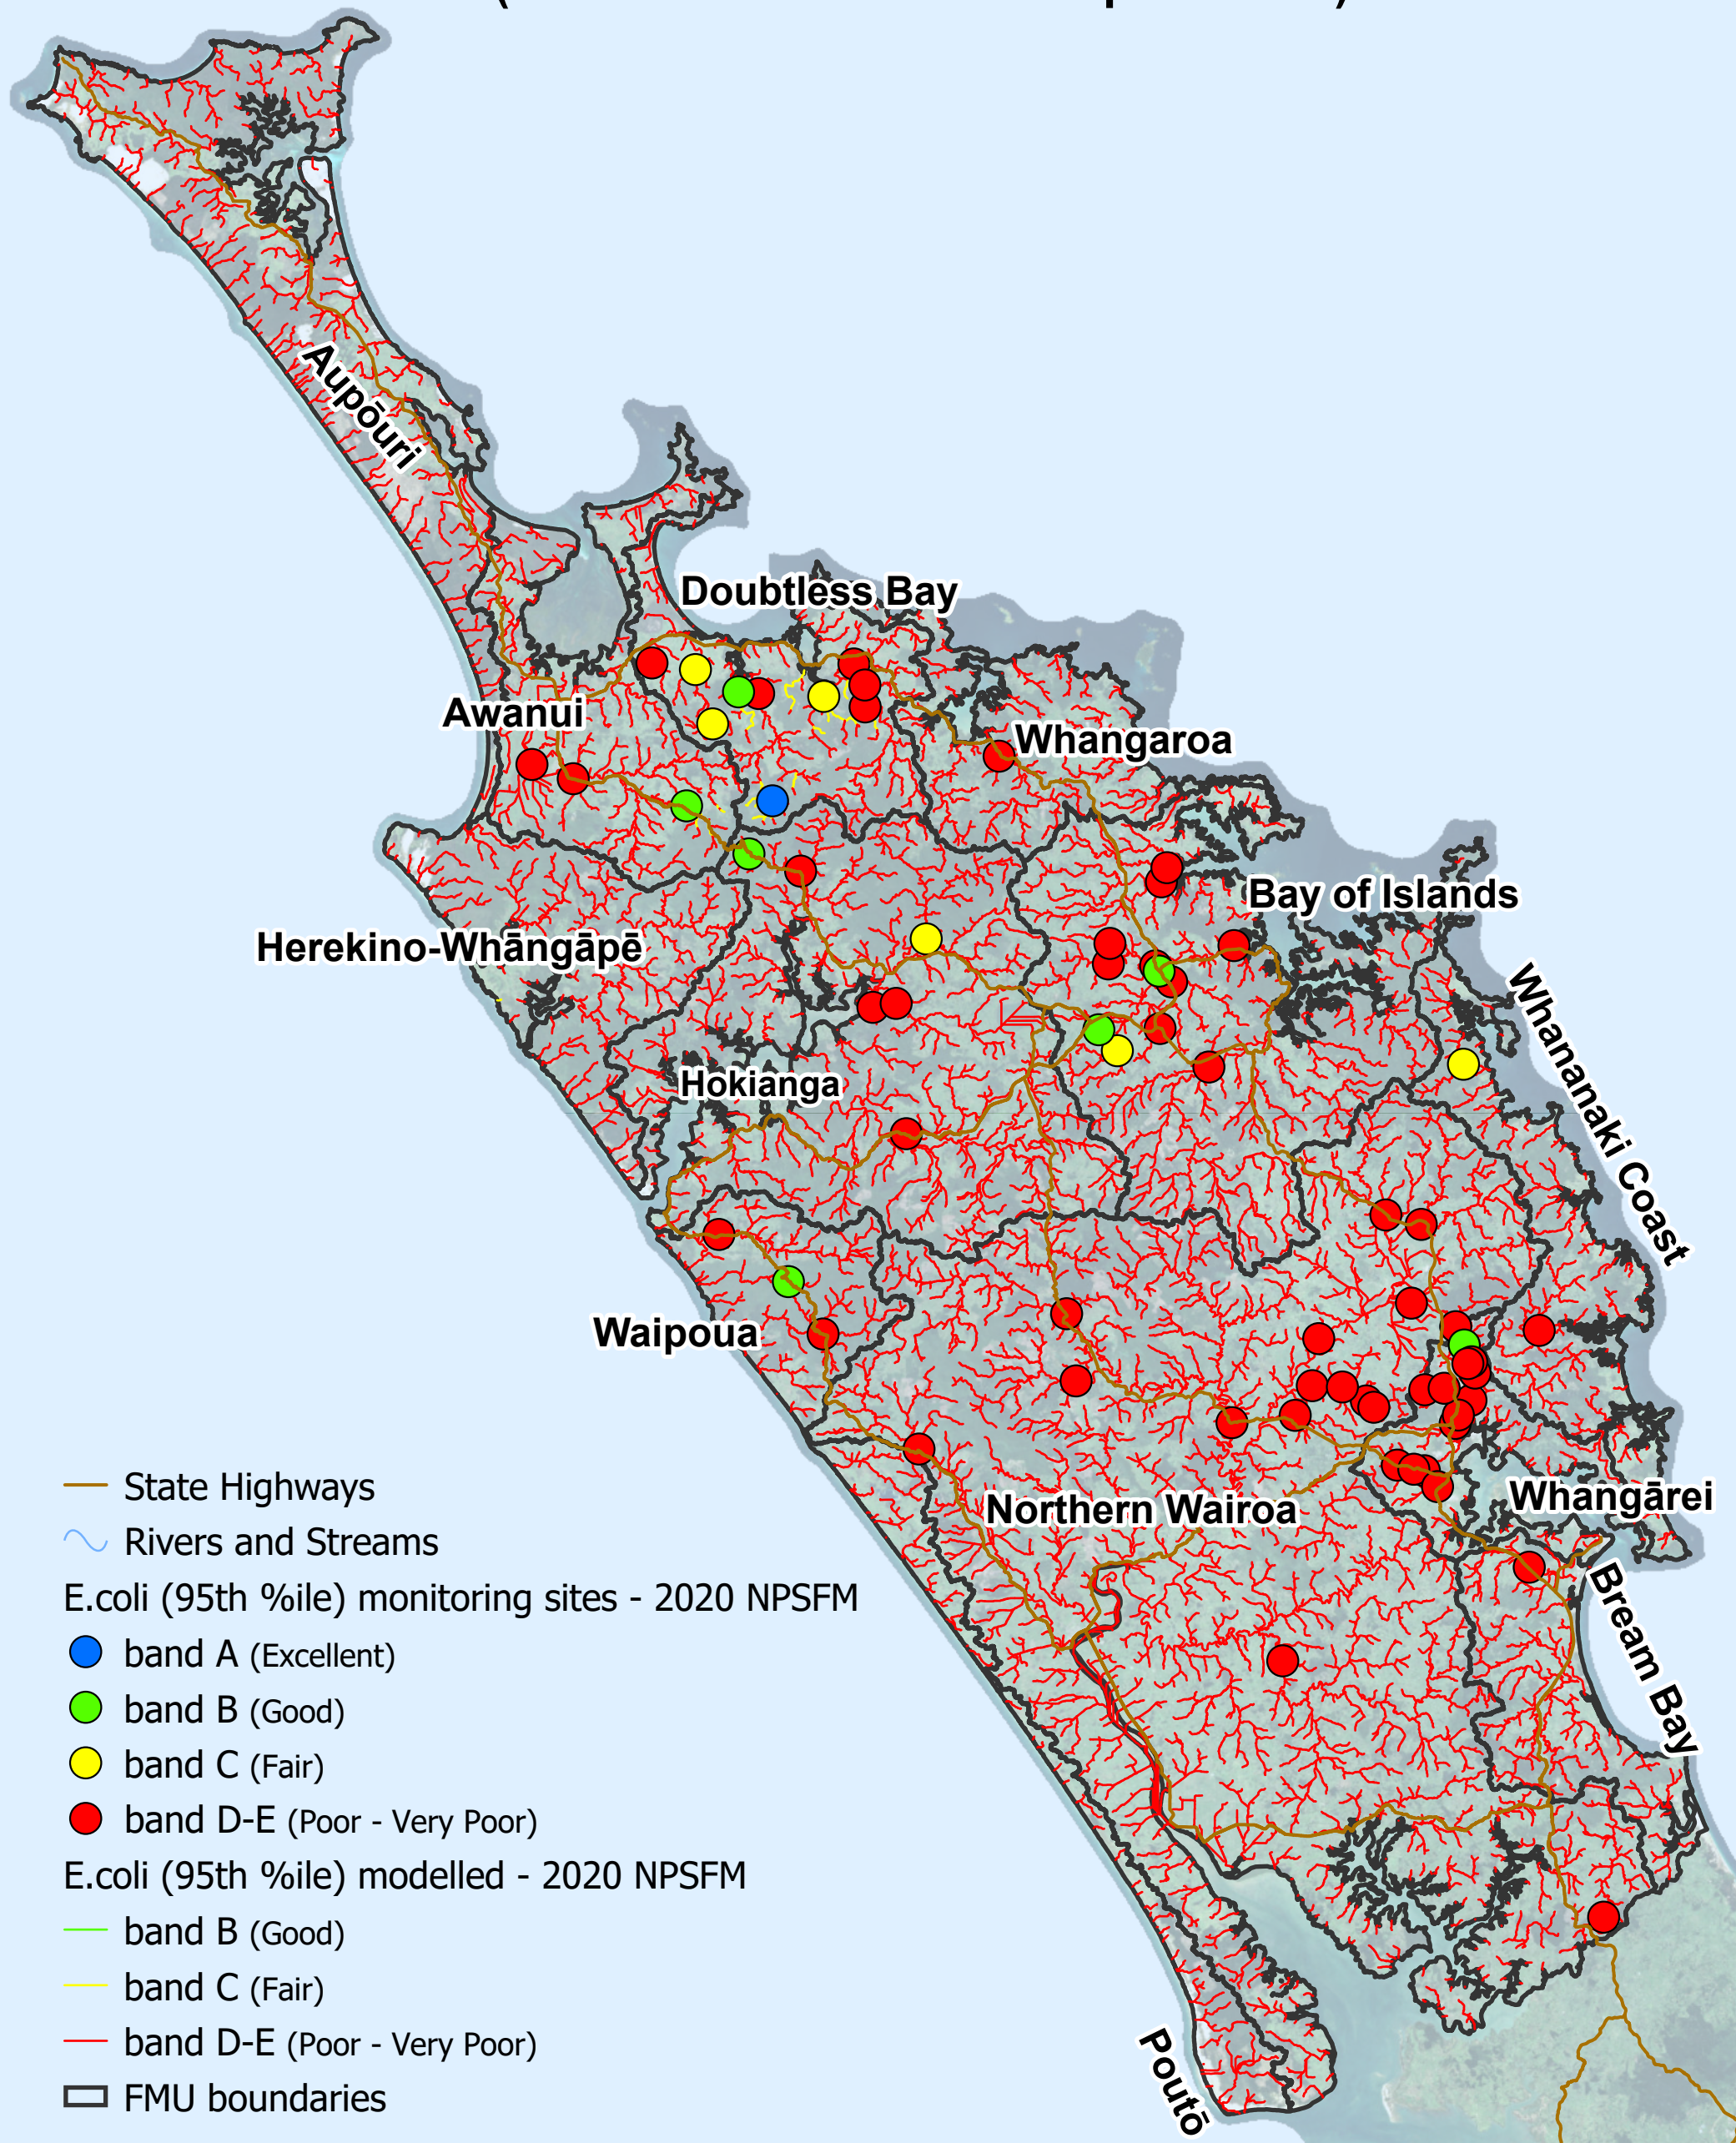 Aupōuri
Doubtless Bay
Awanui
Whangaroa
Bay of Islands
Herekino-Whāngāpē
Whananaki Coast
Hokianga
Waipoua
Northern Wairoa
Whangārei
Bream Bay
Poutō
State Highways
Rivers and Streams
E.coli (95th %ile) monitoring sites - 2020 NPSFM
band A (Excellent)
band B (Good)
band C (Fair)
band D-E (Poor - Very Poor)
E.coli (95th %ile) modelled - 2020 NPSFM
band B (Good)
band C (Fair)
band D-E (Poor - Very Poor)
FMU boundaries